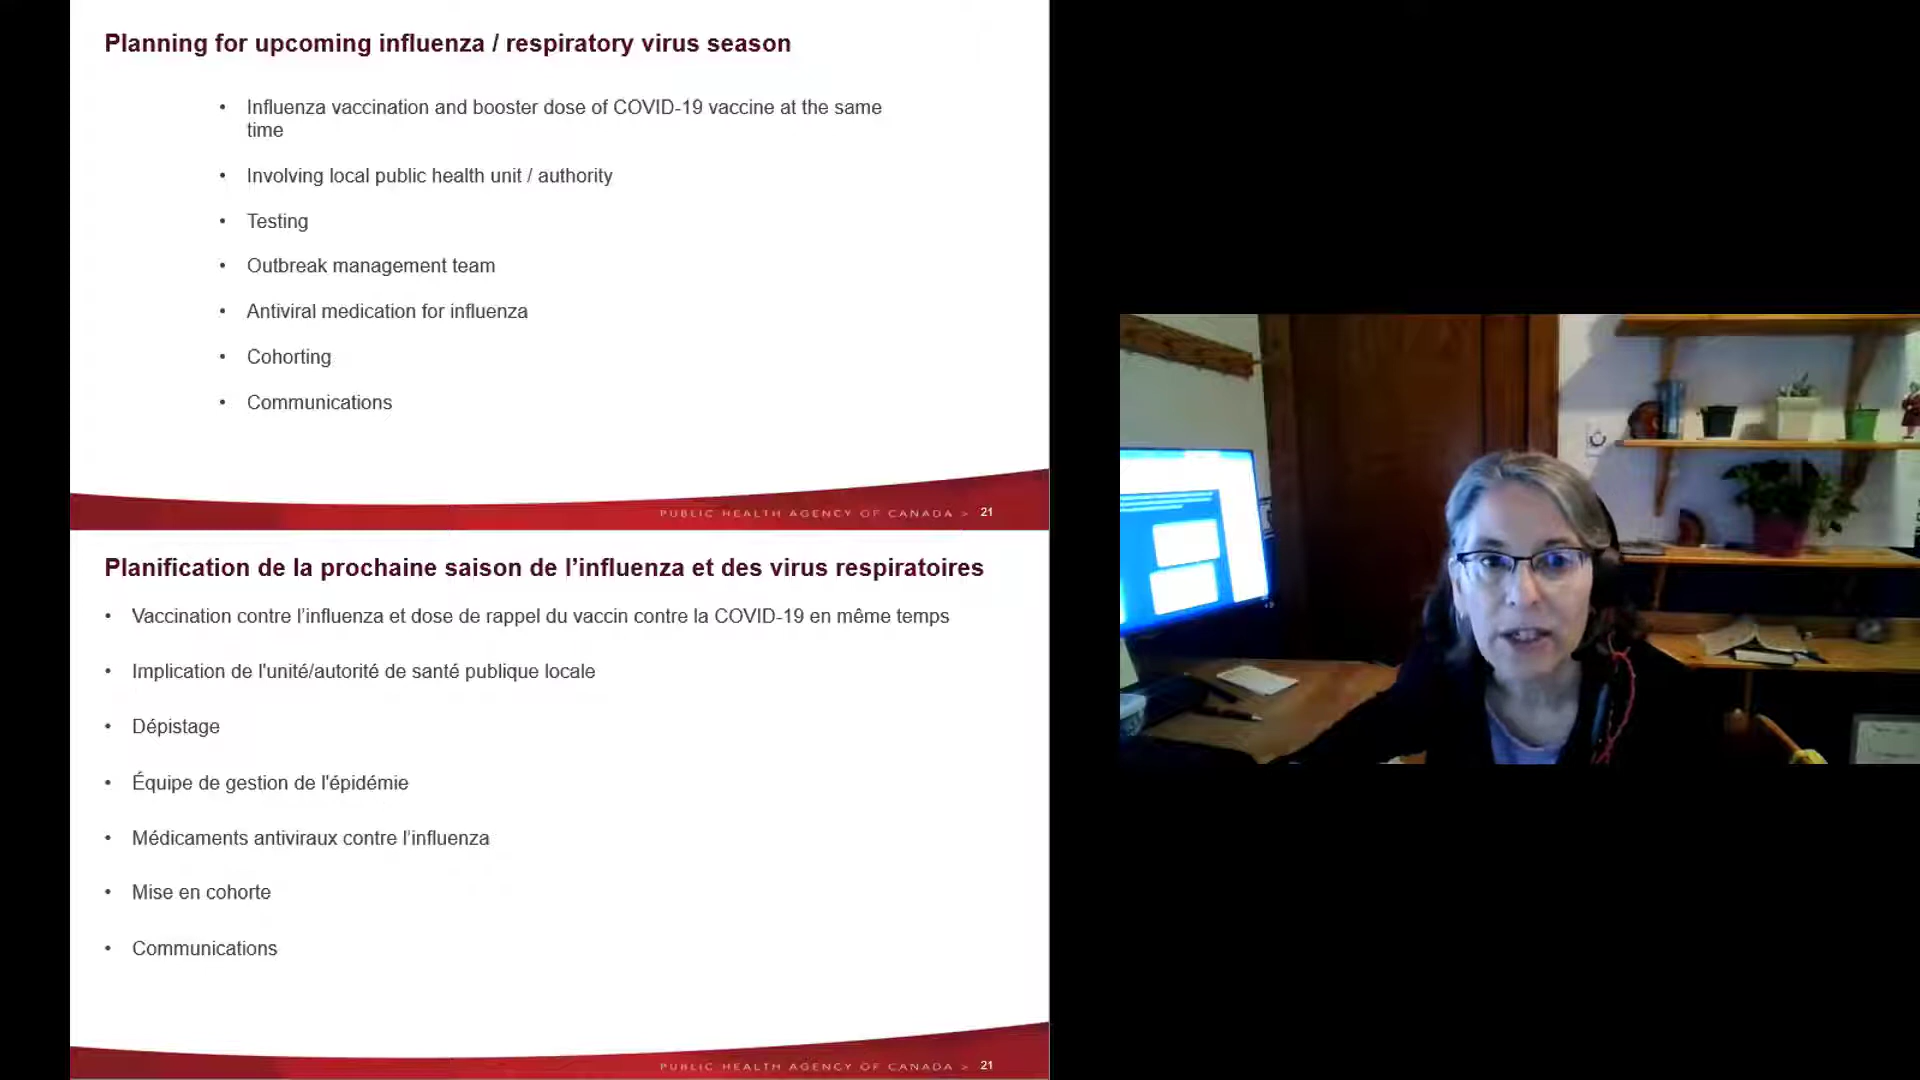 Planning for upcoming influenza / respiratory virus season
• Influenza vaccination and booster dose of COVID-19 vaccine at the same
time
• Involving local public health unit / authority
• Testing
• Outbreak management team
• Antiviral medication for influenza
• Cohorting
• Communications
PUBLIC HEALTH AGENCY OF CANADA > 21
Planification de la prochaine saison de l’influenza et des virus respiratoires
• Vaccination contre l’influenza et dose de rappel du vaccin contre la COVID-19 en même temps
• Implication de l'unité/autorité de santé publique locale
• Dépistage
• Équipe de gestion de l'épidémie
• Médicaments antiviraux contre l’influenza
• Mise en cohorte
• Communications
PUBLIC HEALTH AGENCY OF CANADA > 21